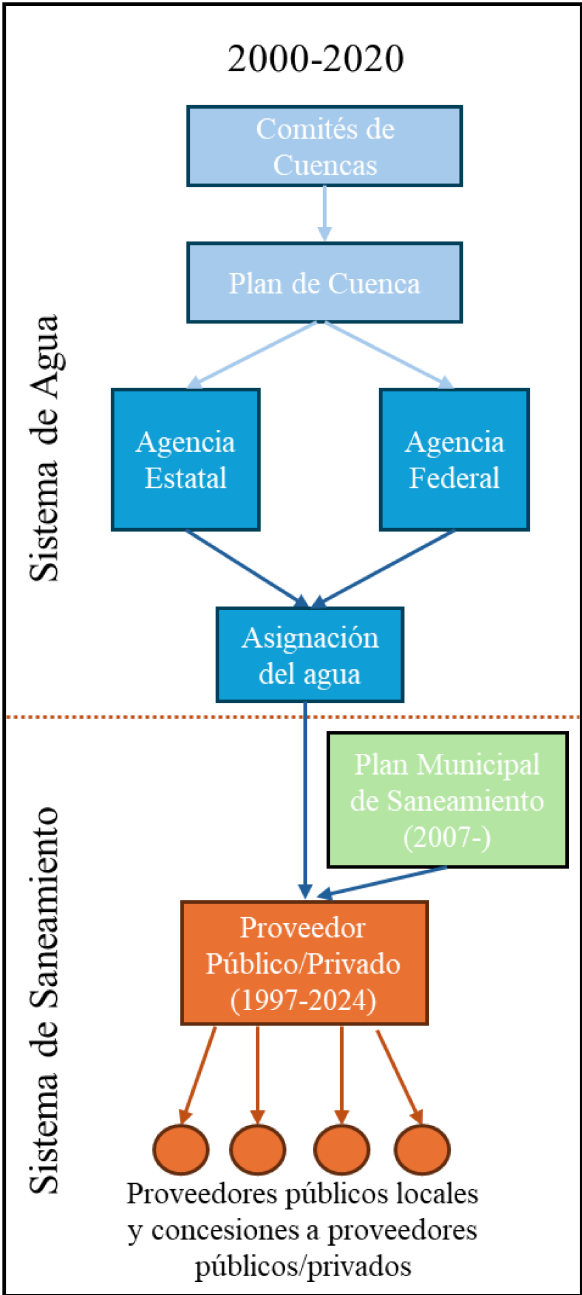 2000-2020
Comités de
Cuencas
Plan de Cuenca
Sistema de Agua
Agencia
Estatal
Agencia
Federal
Asignación
del agua
Plan Municipal
de Saneamiento
(2007-)
Sistema de Saneamiento
Proveedor
Público/Privado
(1997-2024)
Proveedores públicos locales
y concesiones a proveedores
públicos/privados